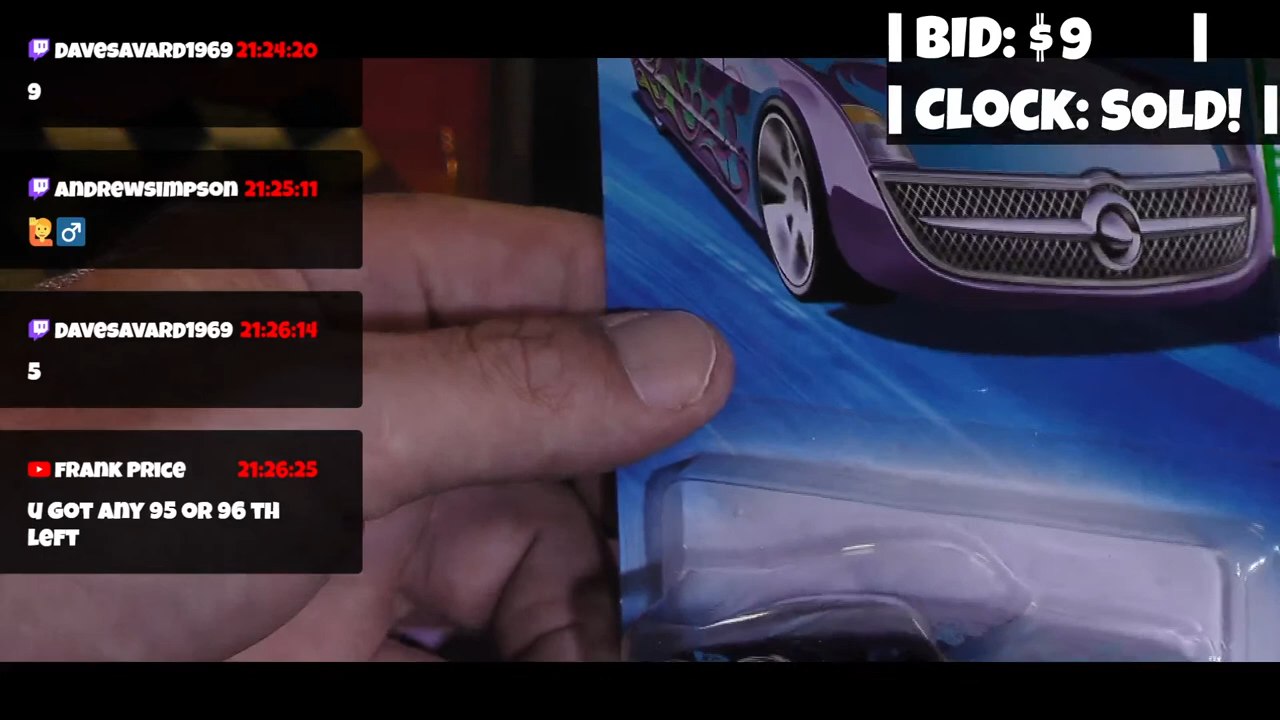 DAVESAVARD1969 21:24:20
9
ANDREWSIMPSON 21:25:11
DAVESAVARD1969 21:26:14
5
FRANK PRICE 21:26:25
U GOT ANY 95 OR 96 TH
LEFT
| BID: $9 |
| CLOCK: SOLD! |